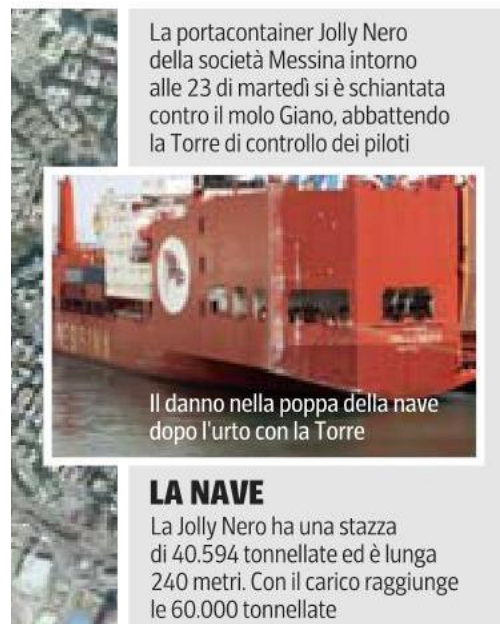 La portacontainer Jolly Nero
della società Messina intorno
alle 23 di martedì si è schiantata
contro il molo Giano, abbattendo
la Torre di controllo dei piloti
MESSINA
Il danno nella poppa della nave
dopo l'urto con la Torre
LA NAVE
La Jolly Nero ha una stazza
di 40.594 tonnellate ed è lunga
240 metri. Con il carico raggiunge
le 60.000 tonnellate